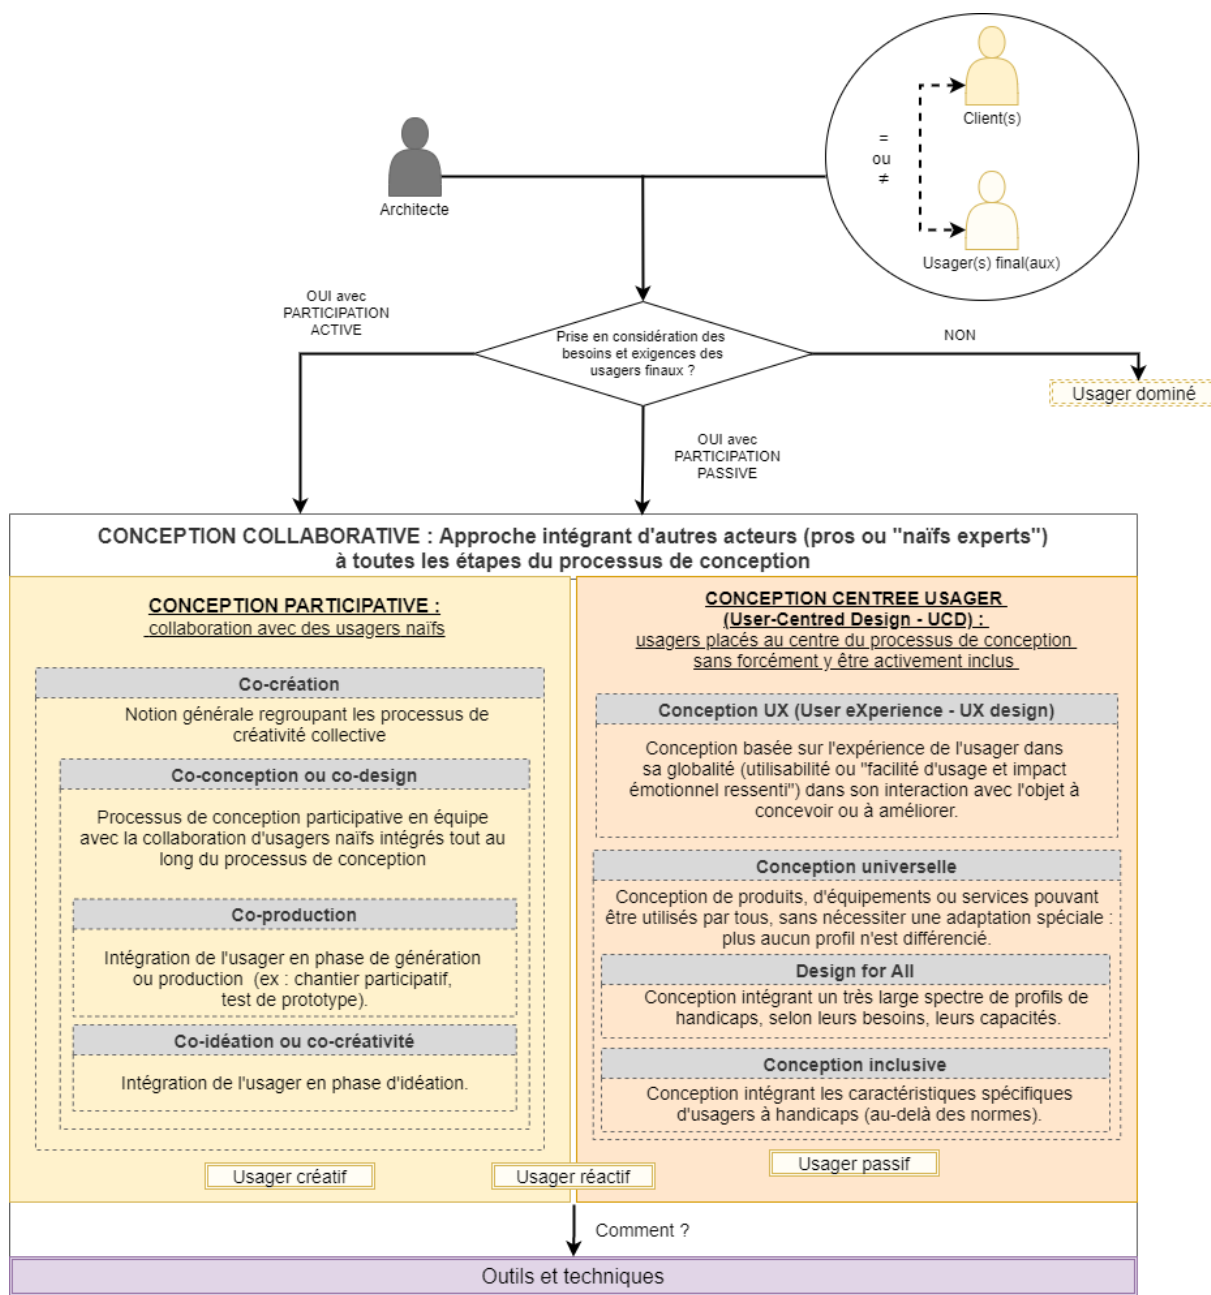 Client(s)
=
ou
≠
Architecte
Usager(s) final(aux)
OUI avec
PARTICIPATION
ACTIVE
Prise en considération des
besoins et exigences des
usagers finaux ?
NON
Usager dominé
OUI avec
PARTICIPATION
PASSIVE
CONCEPTION COLLABORATIVE : Approche intégrant d'autres acteurs (pros ou "naïfs experts")
à toutes les étapes du processus de conception
CONCEPTION PARTICIPATIVE :
collaboration avec des usagers naïfs
Co-création
Notion générale regroupant les processus de
créativité collective
Co-conception ou co-design
Processus de conception participative en équipe
avec la collaboration d'usagers naïfs intégrés tout au
long du processus de conception
Co-production
Intégration de l'usager en phase de génération
ou production (ex : chantier participatif,
test de prototype).
Co-idéation ou co-créativité
Intégration de l'usager en phase d'idéation.
Usager créatif
CONCEPTION CENTREE USAGER
(User-Centred Design - UCD) :
usagers placés au centre du processus de conception
sans forcément y être activement inclus
Conception UX (User eXperience - UX design)
Conception basée sur l'expérience de l'usager dans
sa globalité (utilisabilité ou "facilité d'usage et impact
émotionnel ressenti") dans son interaction avec l'objet à
concevoir ou à améliorer.
Conception universelle
Conception de produits, d'équipements ou services pouvant
être utilisés par tous, sans nécessiter une adaptation spéciale :
plus aucun profil n'est différencié.
Design for All
Conception intégrant un très large spectre de profils de
handicaps, selon leurs besoins, leurs capacités.
Conception inclusive
Conception intégrant les caractéristiques spécifiques
d'usagers à handicaps (au-delà des normes).
Usager réactif
Usager passif
Comment ?
Outils et techniques